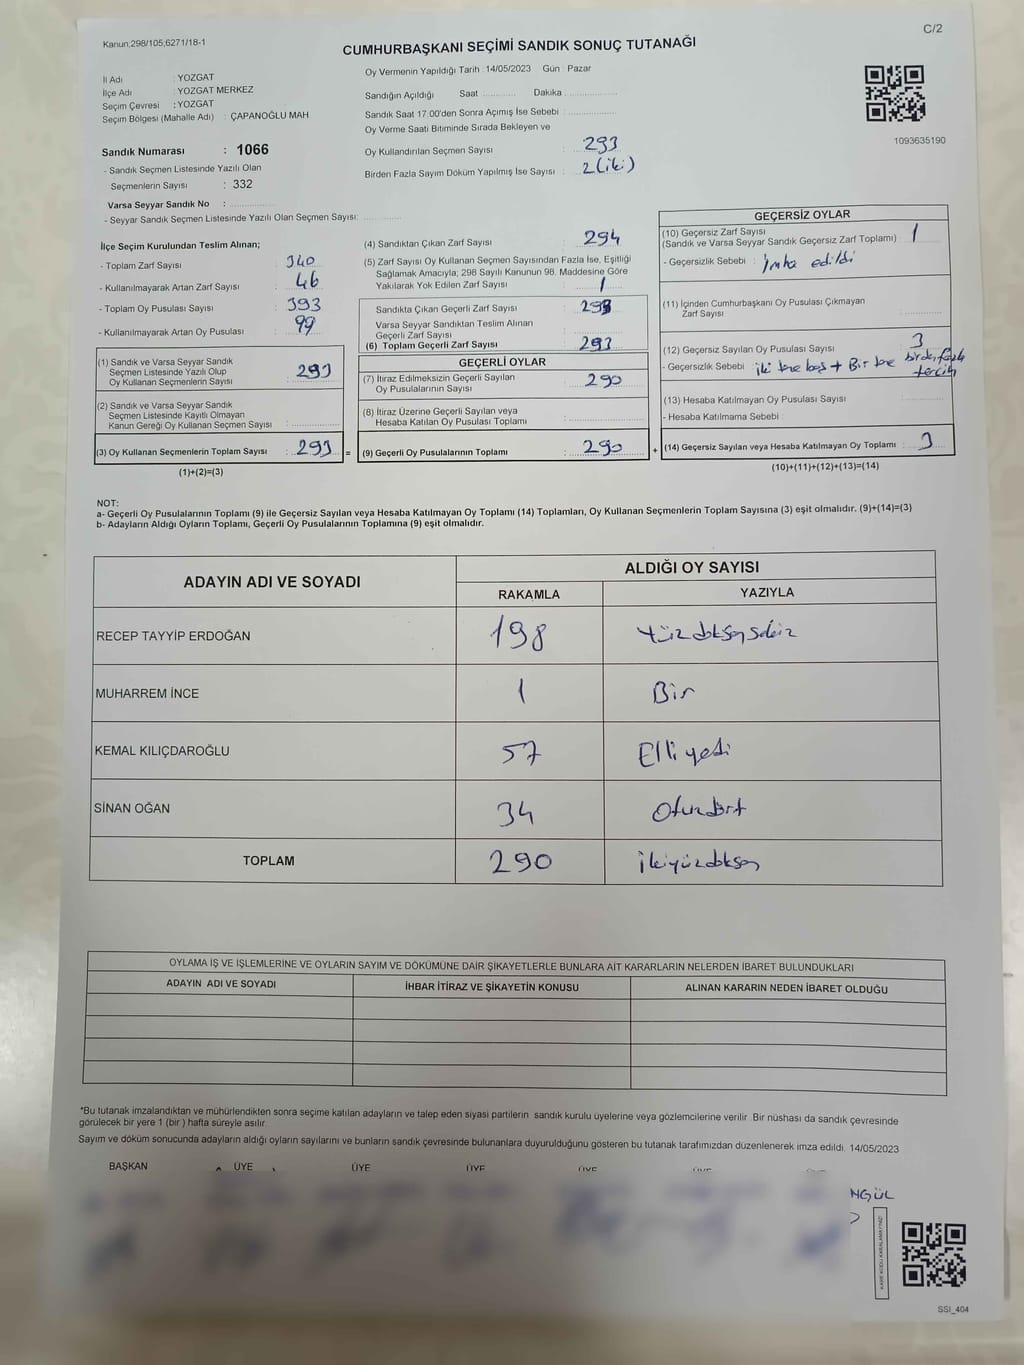 Kanun;298/105;6271/18-1
C/2
CUMHURBAŞKANI SEÇİMİ SANDIK SONUÇ TUTANAĞI
İl Adı : YOZGAT
İlçe Adı : YOZGAT MERKEZ
Seçim Çevresi : YOZGAT
Seçim Bölgesi (Mahalle Adı) : ÇAPANOĞLU MAH
Sandık Numarası : 1066
- Sandık Seçmen Listesinde Yazılı Olan
Seçmenlerin Sayısı : 332
Varsa Seyyar Sandık No :
- Seyyar Sandık Seçmen Listesinde Yazılı Olan Seçmen Sayısı:
Oy Vermenin Yapıldığı Tarih : 14/05/2023 Gün : Pazar
Sandığın Açıldığı Saat Dakika
Sandık Saat 17.00'den Sonra Açımış İse Sebebi :
Oy Verme Saati Bitiminde Sırada Bekleyen ve
Oy Kullandırılan Seçmen Sayısı : 293
Birden Fazla Sayım Döküm Yapılmış İse Sayısı : 2 (iki)
1093635190
İlçe Seçim Kurulundan Teslim Alınan;
- Toplam Zarf Sayısı : 340
- Kullanılmayarak Artan Zarf Sayısı : 46
- Toplam Oy Pusulası Sayısı : 393
- Kullanılmayarak Artan Oy Pusulası : 99
(1) Sandık ve Varsa Seyyar Sandık
Seçmen Listesinde Yazılı Olup
Oy Kullanan Seçmenlerin Sayısı : 293
(2) Sandık ve Varsa Seyyar Sandık
Seçmen Listesinde Kayıtlı Olmayan
Kanun Gereği Oy Kullanan Seçmen Sayısı :
(3) Oy Kullanan Seçmenlerin Toplam Sayısı : 293 =
(1)+(2)=(3)
(4) Sandıktan Çıkan Zarf Sayısı : 294
(5) Zarf Sayısı Oy Kullanan Seçmen Sayısından Fazla İse, Eşitliği
Sağlamak Amacıyla; 298 Sayılı Kanunun 98. Maddesine Göre
Yakılarak Yok Edilen Zarf Sayısı : 1
Sandıkta Çıkan Geçerli Zarf Sayısı : 293
Varsa Seyyar Sandıktan Teslim Alınan
Geçerli Zarf Sayısı :
(6) Toplam Geçerli Zarf Sayısı : 293
GEÇERLİ OYLAR
(7) İtiraz Edilmeksizin Geçerli Sayılan
Oy Pusulalarının Sayısı : 290
(8) İtiraz Üzerine Geçerli Sayılan veya
Hesaba Katılan Oy Pusulası Toplamı :
(9) Geçerli Oy Pusulalarının Toplamı : 290 +
GEÇERSİZ OYLAR
(10) Geçersiz Zarf Sayısı : 1
(Sandık ve Varsa Seyyar Sandık Geçersiz Zarf Toplamı)
- Geçersizlik Sebebi : imha edildi
(11) İçinden Cumhurbaşkanı Oy Pusulası Çıkmayan
Zarf Sayısı :
(12) Geçersiz Sayılan Oy Pusulası Sayısı : 3
- Geçersizlik Sebebi : iki tane boş + Bir tane birden fazla
tercih
(13) Hesaba Katılmayan Oy Pusulası Sayısı :
- Hesaba Katılmama Sebebi :
(14) Geçersiz Sayılan veya Hesaba Katılmayan Oy Toplamı : 3
(10)+(11)+(12)+(13)=(14)
NOT:
a- Geçerli Oy Pusulalarının Toplamı (9) ile Geçersiz Sayılan veya Hesaba Katılmayan Oy Toplamı (14) Toplamları, Oy Kullanan Seçmenlerin Toplam Sayısına (3) eşit olmalıdır. (9)+(14)=(3)
b- Adayların Aldığı Oyların Toplamı, Geçerli Oy Pusulalarının Toplamına (9) eşit olmalıdır.
ADAYIN ADI VE SOYADI
ALDIĞI OY SAYISI
RAKAMLA YAZIYLA
RECEP TAYYİP ERDOĞAN 198 Yüz doksan sekiz
MUHARREM İNCE 1 Bir
KEMAL KILIÇDAROĞLU 57 Elli yedi
SİNAN OĞAN 34 Otuz dört
TOPLAM 290 ikiyüzdoksan
OYLAMA İŞ VE İŞLEMLERİNE VE OYLARIN SAYIM VE DÖKÜMÜNE DAİR ŞİKAYETLERLE BUNLARA AİT KARARLARIN NELERDEN İBARET BULUNDUKLARI
ADAYIN ADI VE SOYADI İHBAR İTİRAZ VE ŞİKAYETİN KONUSU ALINAN KARARIN NEDEN İBARET OLDUĞU
*Bu tutanak imzalandıktan ve mühürlendikten sonra seçime katılan adayların ve talep eden siyasi partilerin sandık kurulu üyelerine veya gözlemcilerine verilir. Bir nüshası da sandık çevresinde
görülecek bir yere 1 (bir) hafta süreyle asılır.
Sayım ve döküm sonucunda adayların aldığı oyların sayılarını ve bunların sandık çevresinde bulunanlara duyurulduğunu gösteren bu tutanak tarafımızdan düzenlenerek imza edildi. 14/05/2023
BAŞKAN ÜYE ÜYE ÜYE ÜYE ÜYE
NGÜL
KARE KODU KARALAMAYINIZ!
SSI_404